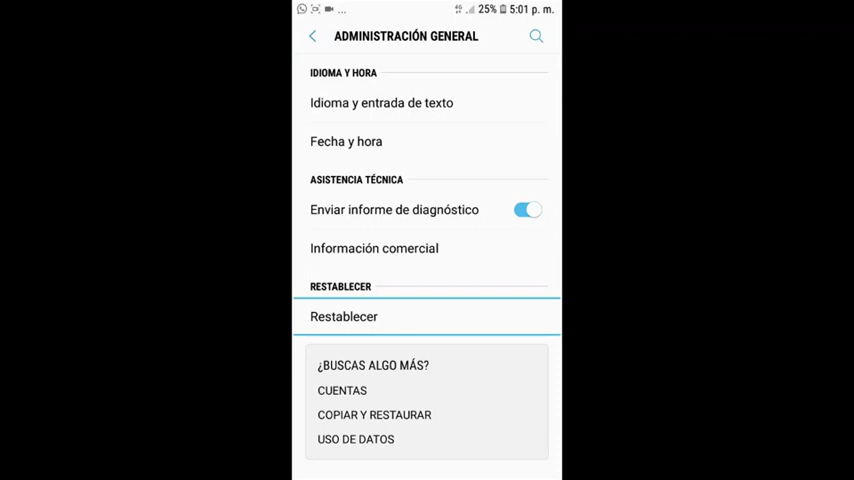 ... 4G 25% 5:01 p. m.
ADMINISTRACIÓN GENERAL
IDIOMA Y HORA
Idioma y entrada de texto
Fecha y hora
ASISTENCIA TÉCNICA
Enviar informe de diagnóstico
Información comercial
RESTABLECER
Restablecer
¿BUSCAS ALGO MÁS?
CUENTAS
COPIAR Y RESTAURAR
USO DE DATOS